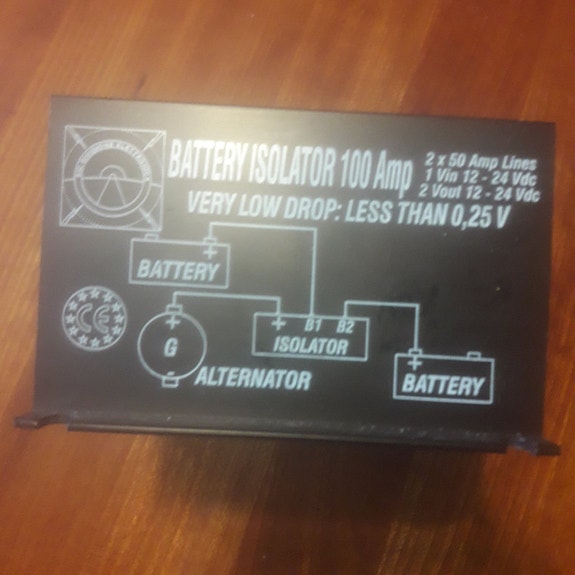 BATTERY ISOLATOR 100 Amp
2 x 50 Amp Lines
1 Vin 12 - 24 Vdc
2 Vout 12 - 24 Vdc
VERY LOW DROP: LESS THAN 0,25 V
+
BATTERY
CE
+
G
-
ALTERNATOR
+ B1 B2
ISOLATOR
+
BATTERY